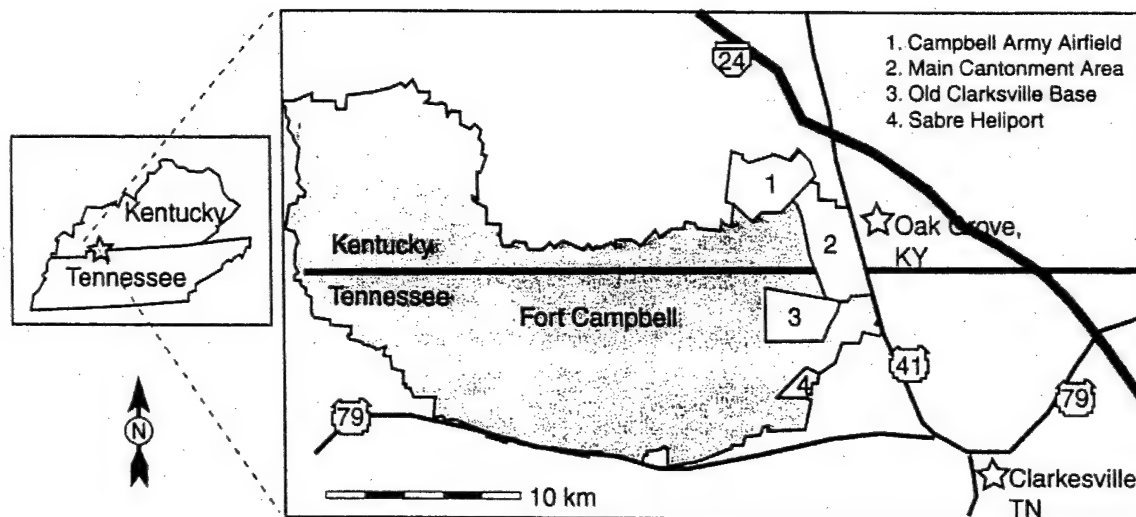 24
1. Campbell Army Airfield
2. Main Cantonment Area
3. Old Clarksville Base
4. Sabre Heliport
1
Kentucky
Tennessee
2
Oak Grove,
KY
Kentucky
Tennessee
Fort Campbell
3
4
41
79
79
N
10 km
Clarkesville
TN